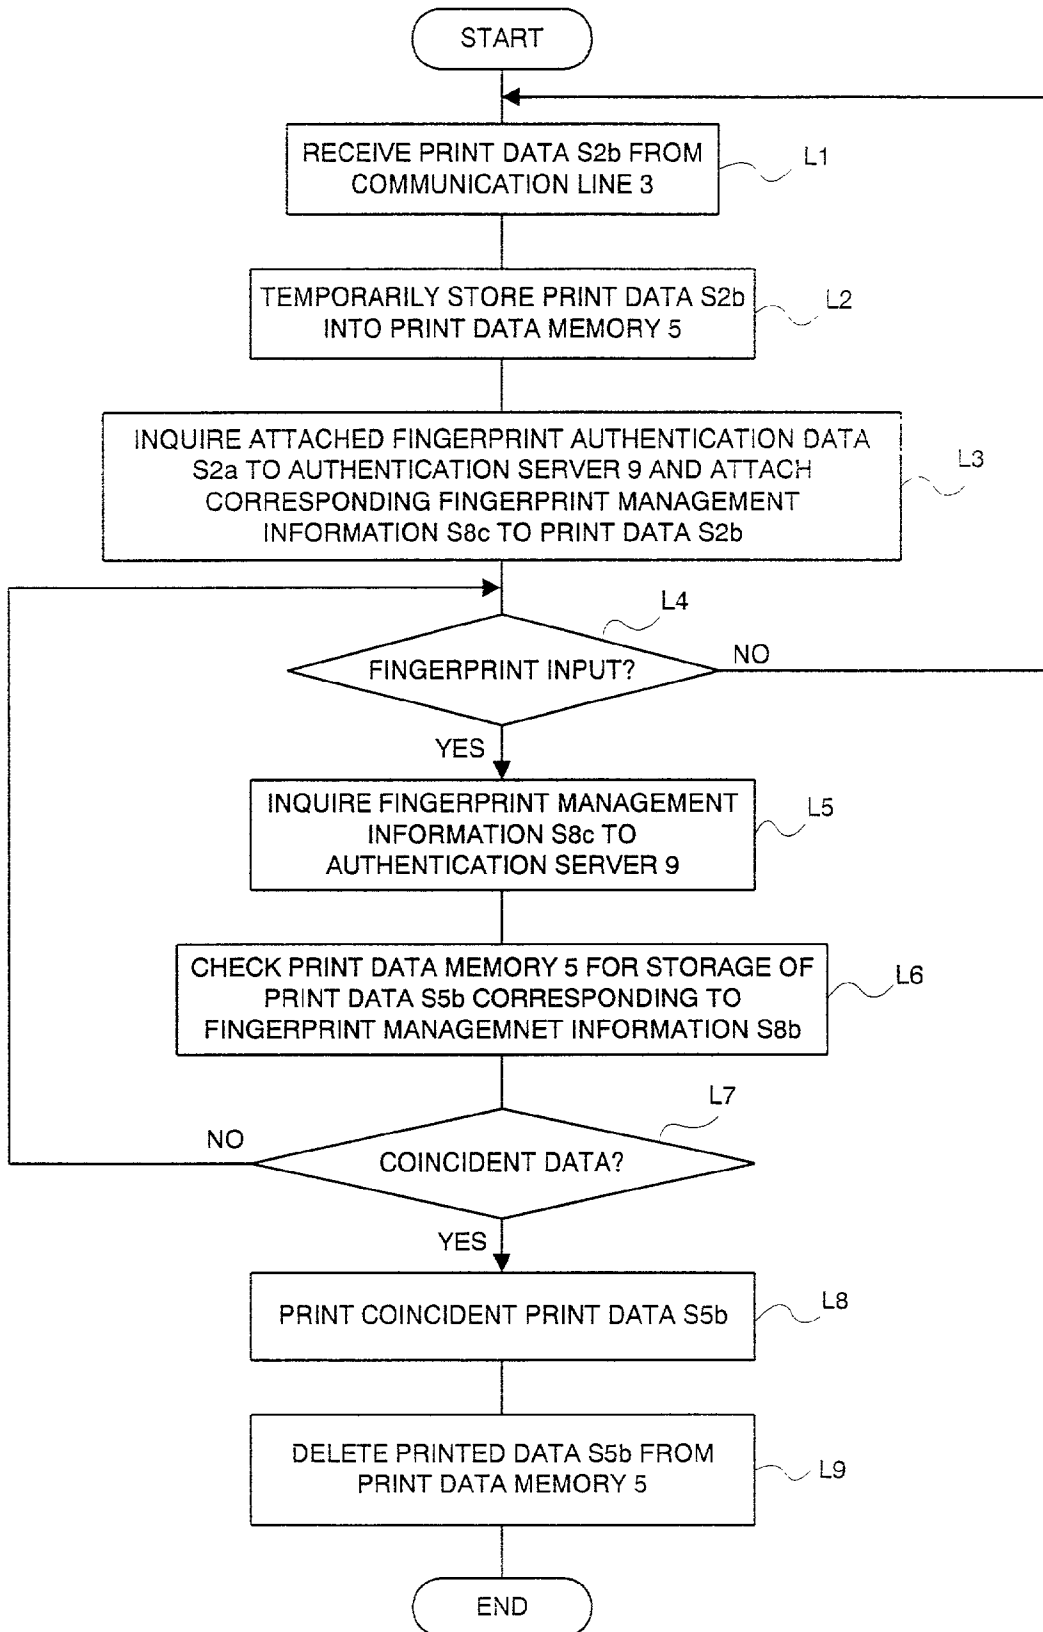 START
RECEIVE PRINT DATA S2b FROM
COMMUNICATION LINE 3
L1
TEMPORARILY STORE PRINT DATA S2b
INTO PRINT DATA MEMORY 5
L2
INQUIRE ATTACHED FINGERPRINT AUTHENTICATION DATA
S2a TO AUTHENTICATION SERVER 9 AND ATTACH
CORRESPONDING FINGERPRINT MANAGEMENT
INFORMATION S8c TO PRINT DATA S2b
L3
L4
FINGERPRINT INPUT?
NO
YES
INQUIRE FINGERPRINT MANAGEMENT
INFORMATION S8c TO
AUTHENTICATION SERVER 9
L5
CHECK PRINT DATA MEMORY 5 FOR STORAGE OF
PRINT DATA S5b CORRESPONDING TO
FINGERPRINT MANAGEMNET INFORMATION S8b
L6
L7
NO
COINCIDENT DATA?
YES
PRINT COINCIDENT PRINT DATA S5b
L8
DELETE PRINTED DATA S5b FROM
PRINT DATA MEMORY 5
L9
END